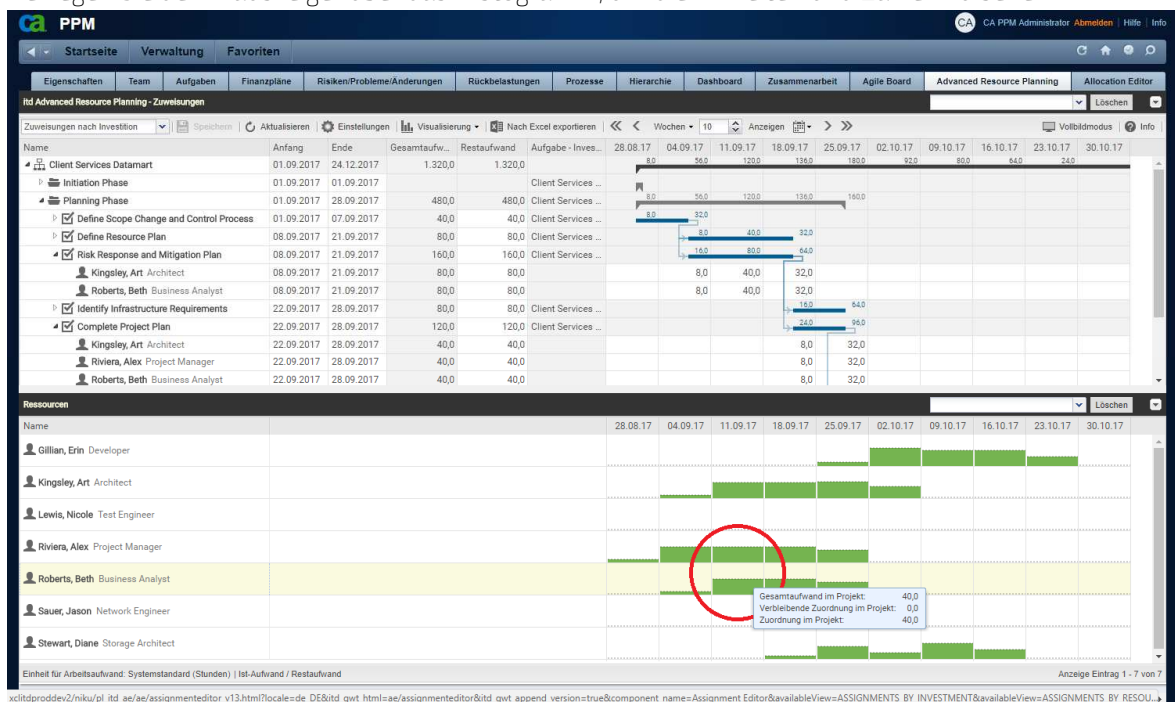 ca PPM
CA CA PPM Administrator Abmelden | Hilfe | Info
Startseite Verwaltung Favoriten
Eigenschaften Team Aufgaben Finanzpläne Risiken/Probleme/Änderungen Rückbelastungen Prozesse Hierarchie Dashboard Zusammenarbeit Agile Board Advanced Resource Planning Allocation Editor
itd Advanced Resource Planning - Zuweisungen Löschen
Zuweisungen nach Investition Speichern Aktualisieren Einstellungen Visualisierung Nach Excel exportieren Wochen 10 Anzeigen Vollbildmodus Info
Name Anfang Ende Gesamtaufw... Restaufwand Aufgabe - Inves... 28.08.17 04.09.17 11.09.17 18.09.17 25.09.17 02.10.17 09.10.17 16.10.17 23.10.17 30.10.17
Client Services Datamart 01.09.2017 24.12.2017 1.320,0 1.320,0 8,0 56,0 120,0 136,0 180,0 92,0 80,0 64,0 24,0
Initiation Phase 01.09.2017 01.09.2017 Client Services ...
Planning Phase 01.09.2017 28.09.2017 480,0 480,0 Client Services ... 8,0 56,0 120,0 136,0 160,0
Define Scope Change and Control Process 01.09.2017 07.09.2017 40,0 40,0 Client Services ... 8,0 32,0
Define Resource Plan 08.09.2017 21.09.2017 80,0 80,0 Client Services ... 8,0 40,0 32,0
Risk Response and Mitigation Plan 08.09.2017 21.09.2017 160,0 160,0 Client Services ... 16,0 80,0 64,0
Kingsley, Art Architect 08.09.2017 21.09.2017 80,0 80,0 8,0 40,0 32,0
Roberts, Beth Business Analyst 08.09.2017 21.09.2017 80,0 80,0 8,0 40,0 32,0
Identify Infrastructure Requirements 22.09.2017 28.09.2017 80,0 80,0 Client Services ... 16,0 64,0
Complete Project Plan 22.09.2017 28.09.2017 120,0 120,0 Client Services ... 24,0 96,0
Kingsley, Art Architect 22.09.2017 28.09.2017 40,0 40,0 8,0 32,0
Riviera, Alex Project Manager 22.09.2017 28.09.2017 40,0 40,0 8,0 32,0
Roberts, Beth Business Analyst 22.09.2017 28.09.2017 40,0 40,0 8,0 32,0
Ressourcen Löschen
Name 28.08.17 04.09.17 11.09.17 18.09.17 25.09.17 02.10.17 09.10.17 16.10.17 23.10.17 30.10.17
Gillian, Erin Developer
Kingsley, Art Architect
Lewis, Nicole Test Engineer
Riviera, Alex Project Manager
Roberts, Beth Business Analyst
Gesamtaufwand im Projekt: 40,0
Verbleibende Zuordnung im Projekt: 0,0
Zuordnung im Projekt: 40,0
Sauer, Jason Network Engineer
Stewart, Diane Storage Architect
Einheit für Arbeitsaufwand: Systemstandard (Stunden) | Ist-Aufwand / Restaufwand Anzeige Eintrag 1 - 7 von 7
xclitdproddev2/niku/pl_itd_ae/ae/assignmenteditor_v13.html?locale=de_DE&itd_gwt_html=ae/assignmenteditor&itd_gwt_append_version=true&component_name=Assignment Editor&availableView=ASSIGNMENTS_BY_INVESTMENT&availableView=ASSIGNMENTS_BY_RESOU...